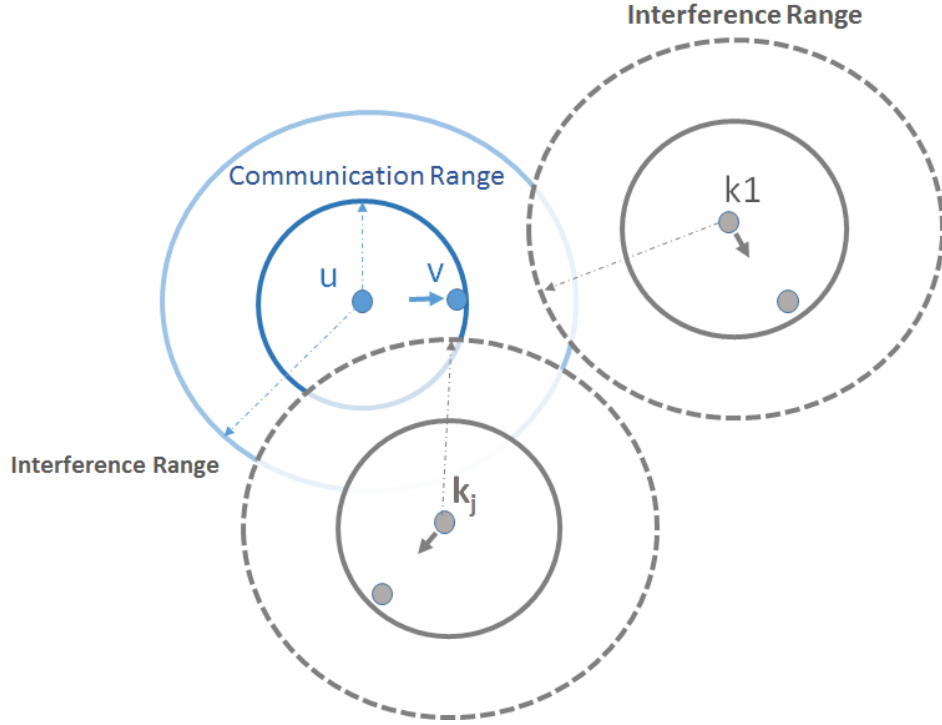 Interference Range
Communication Range
k1
u
v
Interference Range
kj